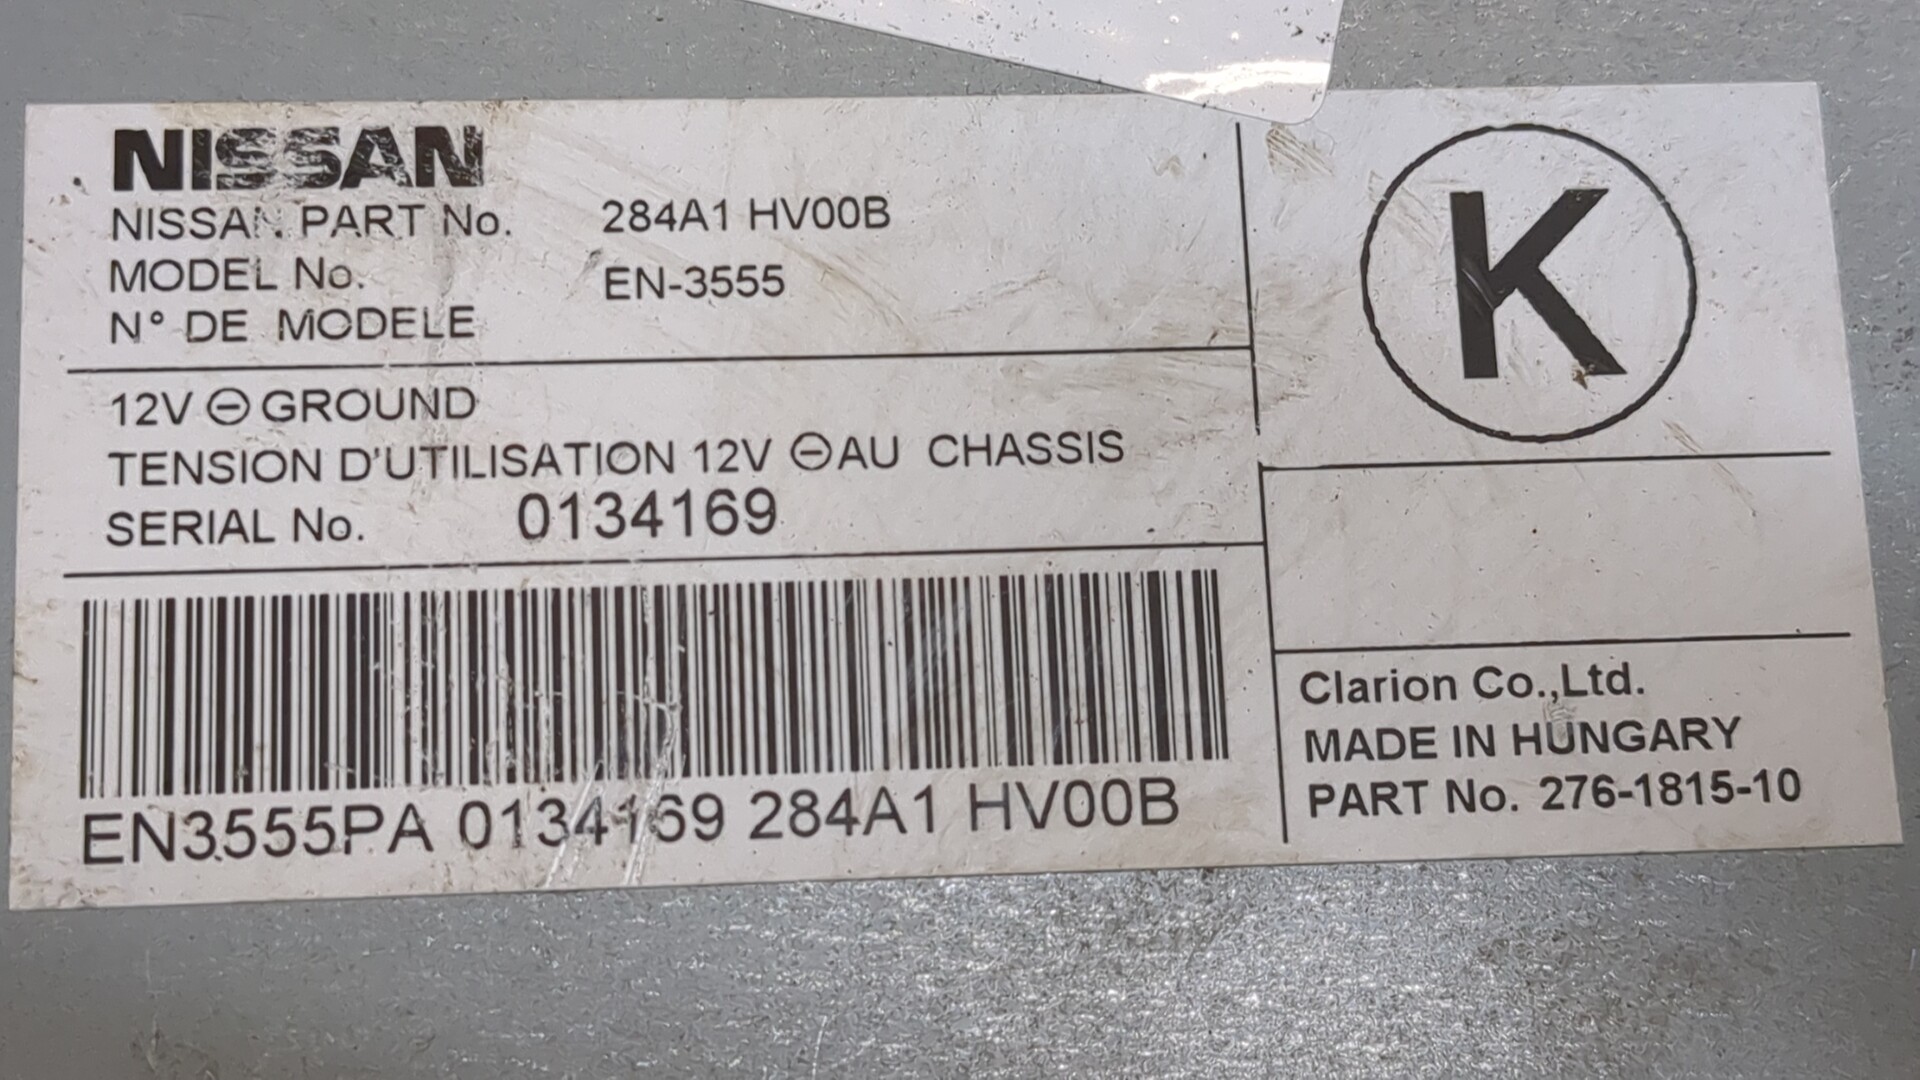 NISSAN
NISSAN PART No. 284A1 HV00B
MODEL No. EN-3555
N° DE MODELE
12V ⊖ GROUND
TENSION D'UTILISATION 12V ⊖ AU CHASSIS
SERIAL No. 0134169
EN3555PA 0134169 284A1 HV00B
K
Clarion Co.,Ltd.
MADE IN HUNGARY
PART No. 276-1815-10